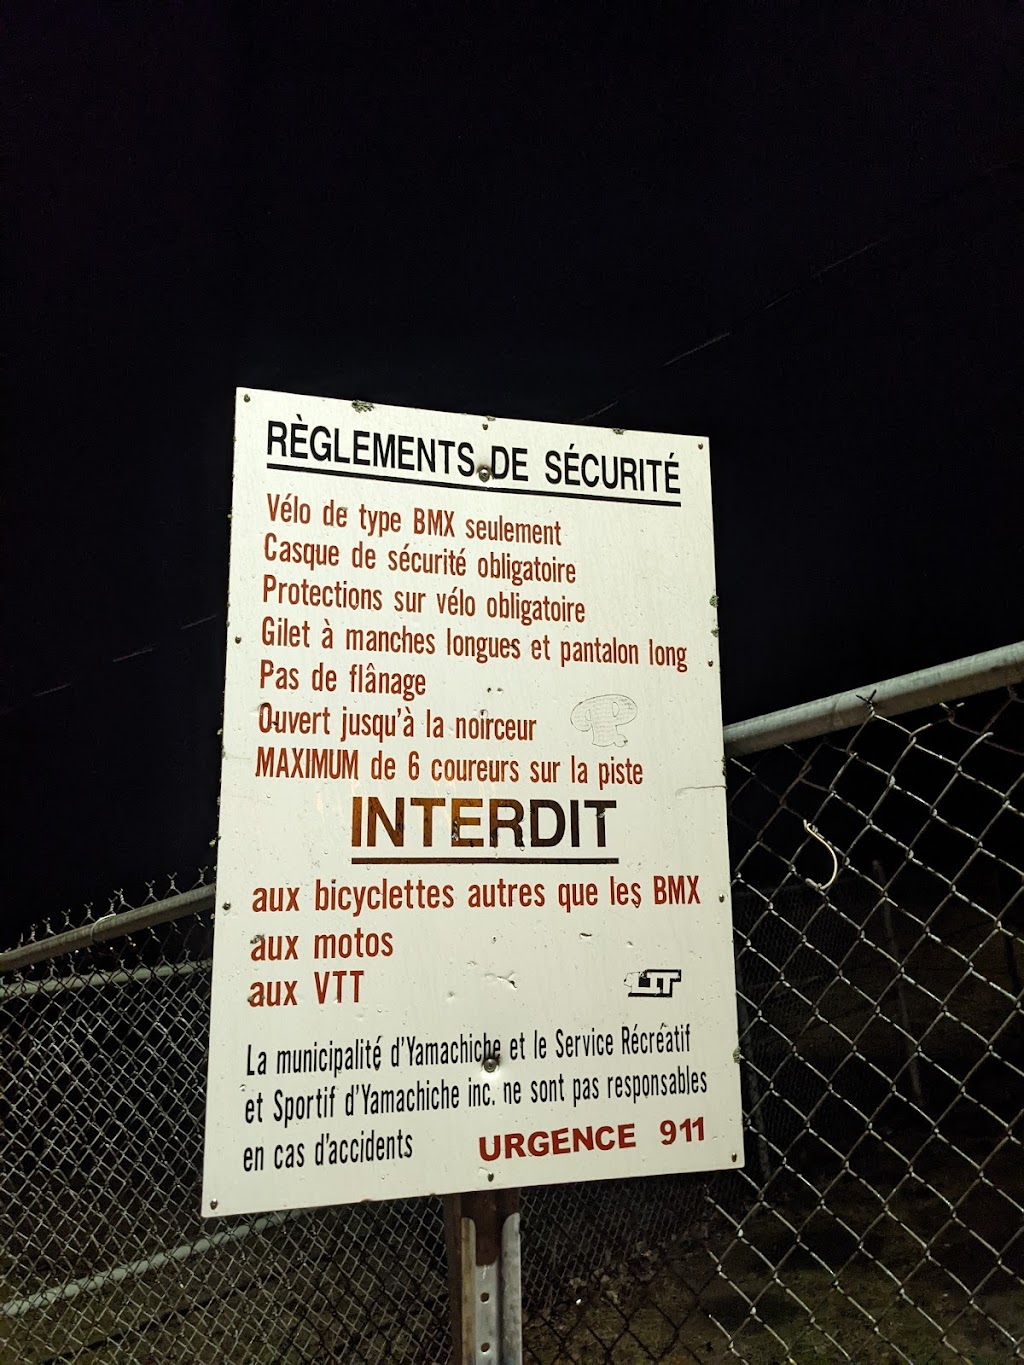 RÈGLEMENTS DE SÉCURITÉ
Vélo de type BMX seulement
Casque de sécurité obligatoire
Protections sur vélo obligatoire
Gilet à manches longues et pantalon long
Pas de flânage
Ouvert jusqu'à la noirceur
MAXIMUM de 6 coureurs sur la piste
INTERDIT
aux bicyclettes autres que les BMX
aux motos
aux VTT
La municipalité d'Yamachiche et le Service Récréatif
et Sportif d'Yamachiche inc. ne sont pas responsables
en cas d'accidents
URGENCE 911